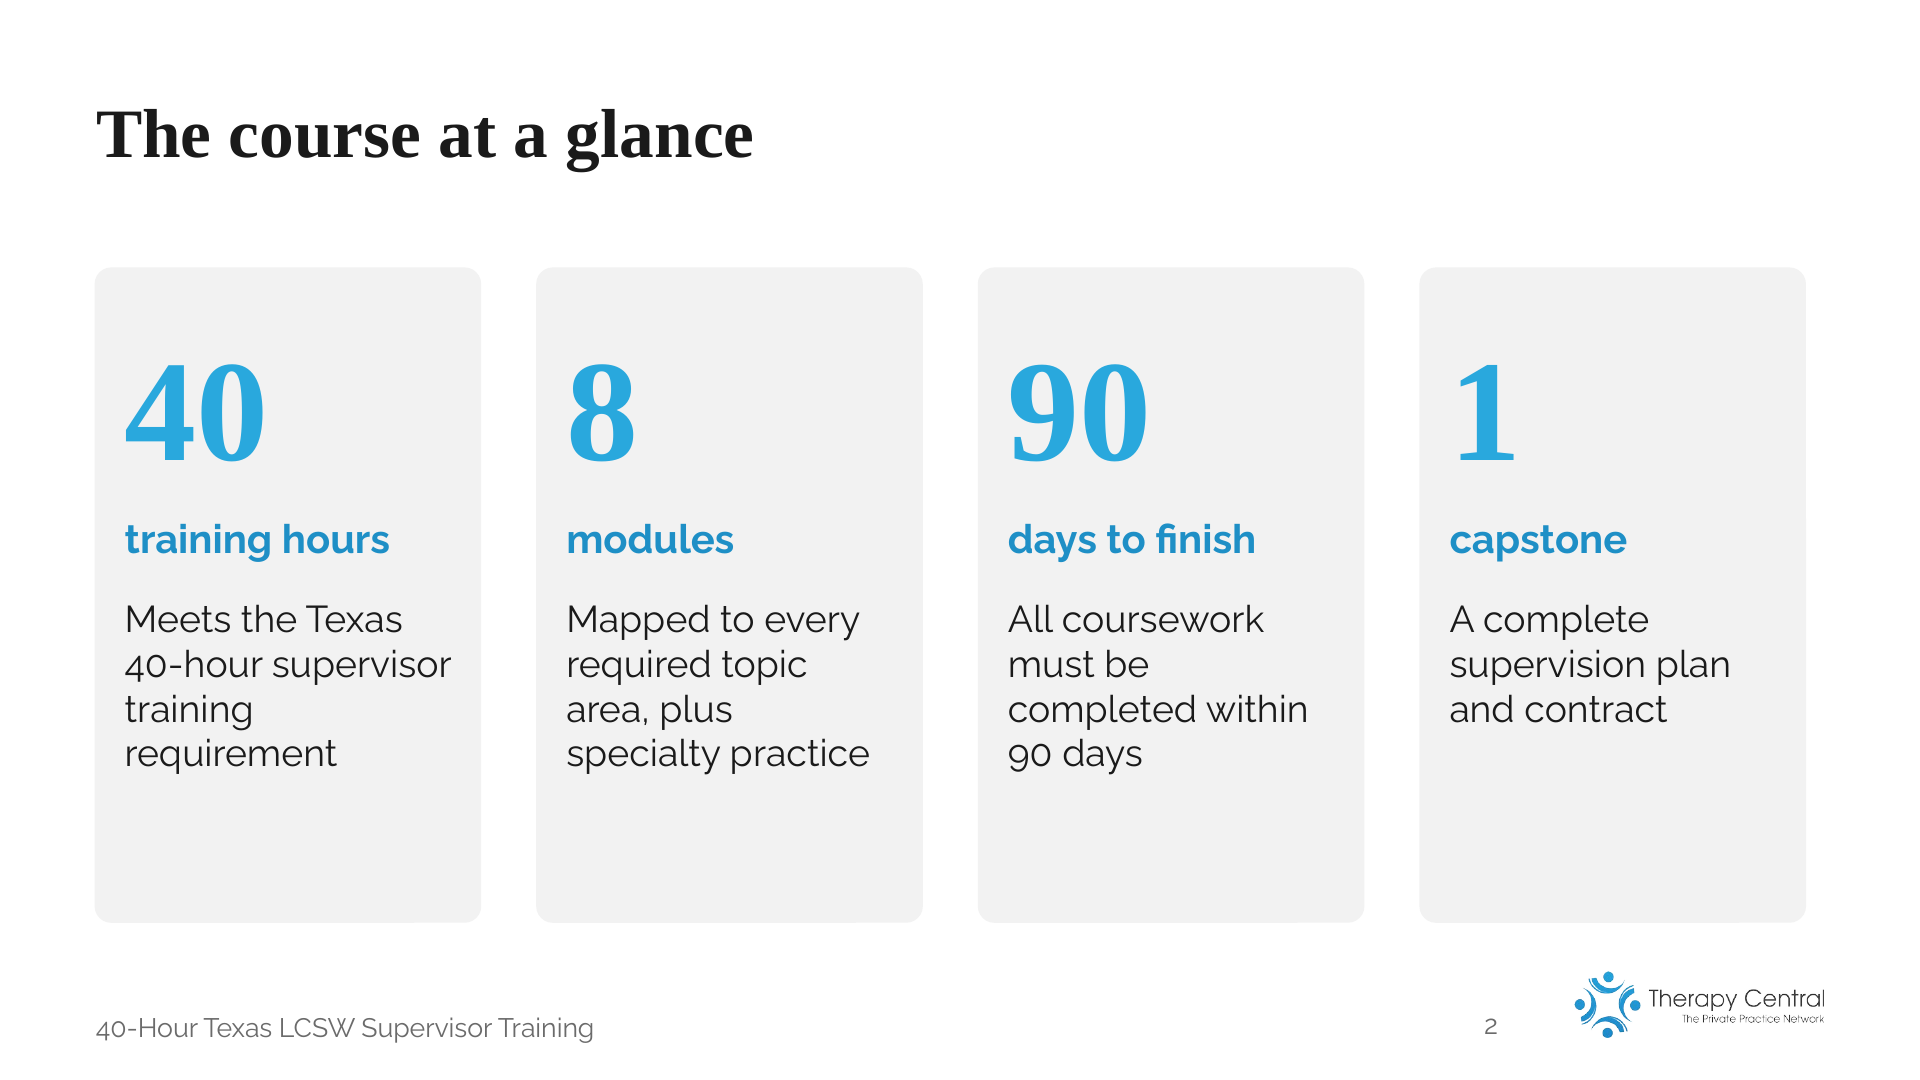 The course at a glance
40
training hours
Meets the Texas
40-hour supervisor
training
requirement
8
modules
Mapped to every
required topic
area, plus
specialty practice
90
days to finish
All coursework
must be
completed within
90 days
1
capstone
A complete
supervision plan
and contract
40-Hour Texas LCSW Supervisor Training
2
Therapy Central
The Private Practice Network